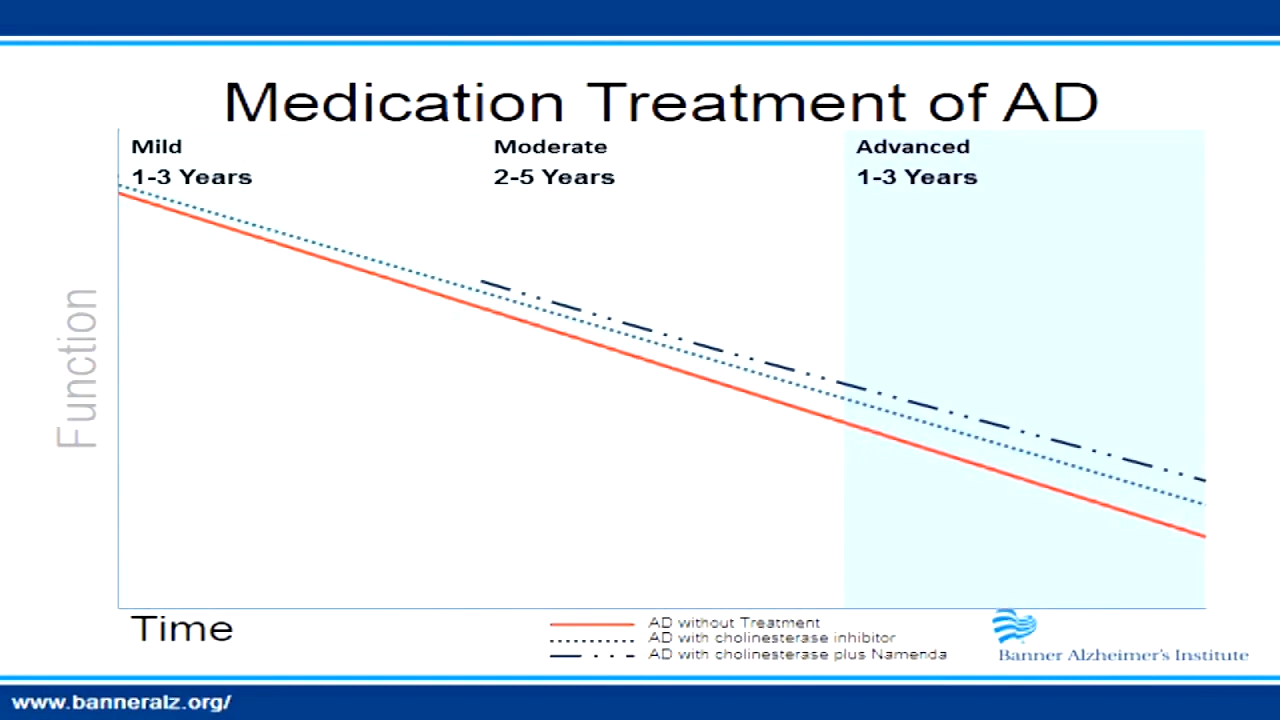 Medication Treatment of AD
Mild
1-3 Years
Moderate
2-5 Years
Advanced
1-3 Years
Function
Time
AD without Treatment
AD with cholinesterase inhibitor
AD with cholinesterase plus Namenda
Banner Alzheimer's Institute
www.banneralz.org/